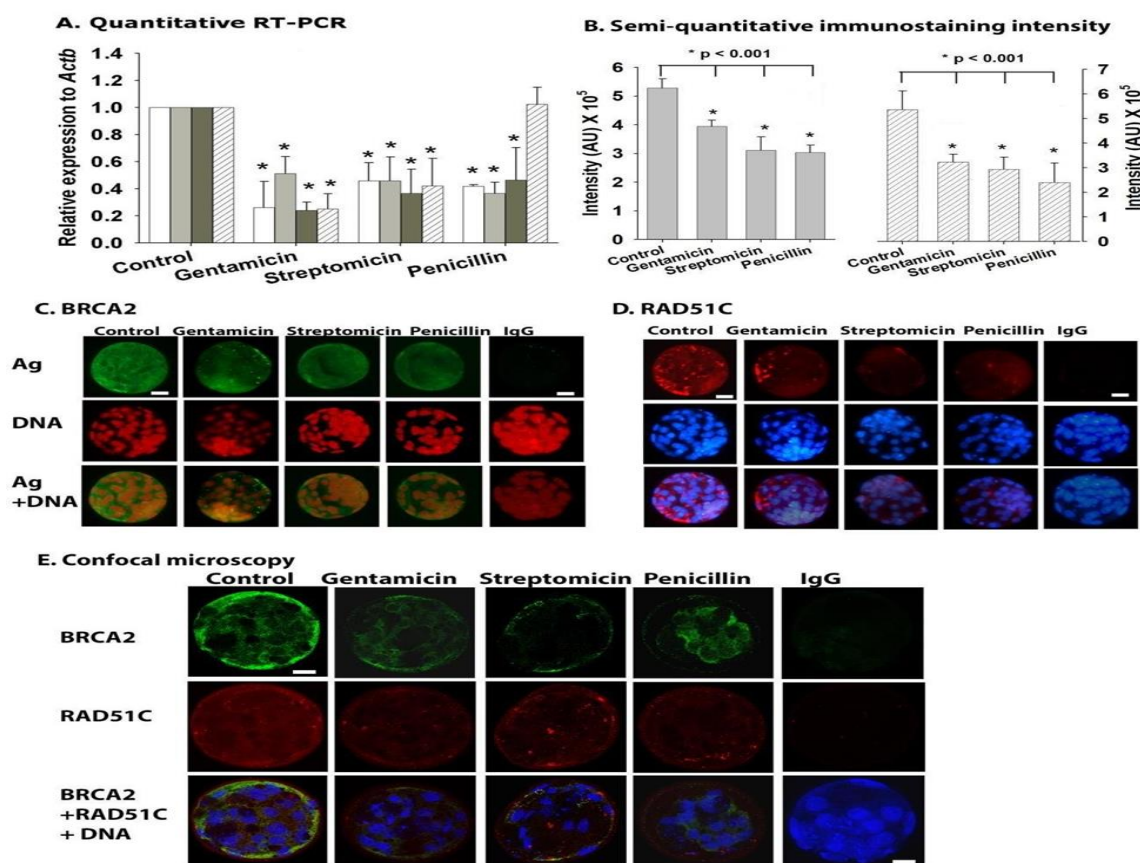 A. Quantitative RT-PCR
Relative expression to Actb
1.4
1.2
1.0
0.8
0.6
0.4
0.2
0.0
* * * *
* * * *
* * *
Control
Gentamicin
Streptomicin
Penicillin
B. Semi-quantitative immunostaining intensity
* p < 0.001
Intensity (AU) X 10⁵
6
5
4
3
2
1
0
* * *
Control
Gentamicin
Streptomicin
Penicillin
* p < 0.001
* * *
7
6
5
4
3
2
1
0
Intensity (AU) X 10⁵
Control
Gentamicin
Streptomicin
Penicillin
C. BRCA2
Control Gentamicin Streptomicin Penicillin IgG
Ag
DNA
Ag
+DNA
D. RAD51C
Control Gentamicin Streptomicin Penicillin IgG
E. Confocal microscopy
Control Gentamicin Streptomicin Penicillin IgG
BRCA2
RAD51C
BRCA2
+RAD51C
+ DNA